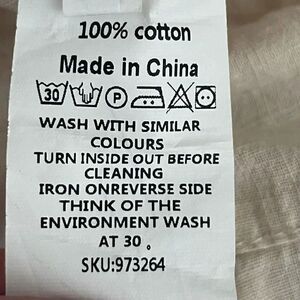 100% cotton
Made in China
30 P
WASH WITH SIMILAR
COLOURS
TURN INSIDE OUT BEFORE
CLEANING
IRON ONREVERSE SIDE
THINK OF THE
ENVIRONMENT WASH
AT 30 。
SKU:973264